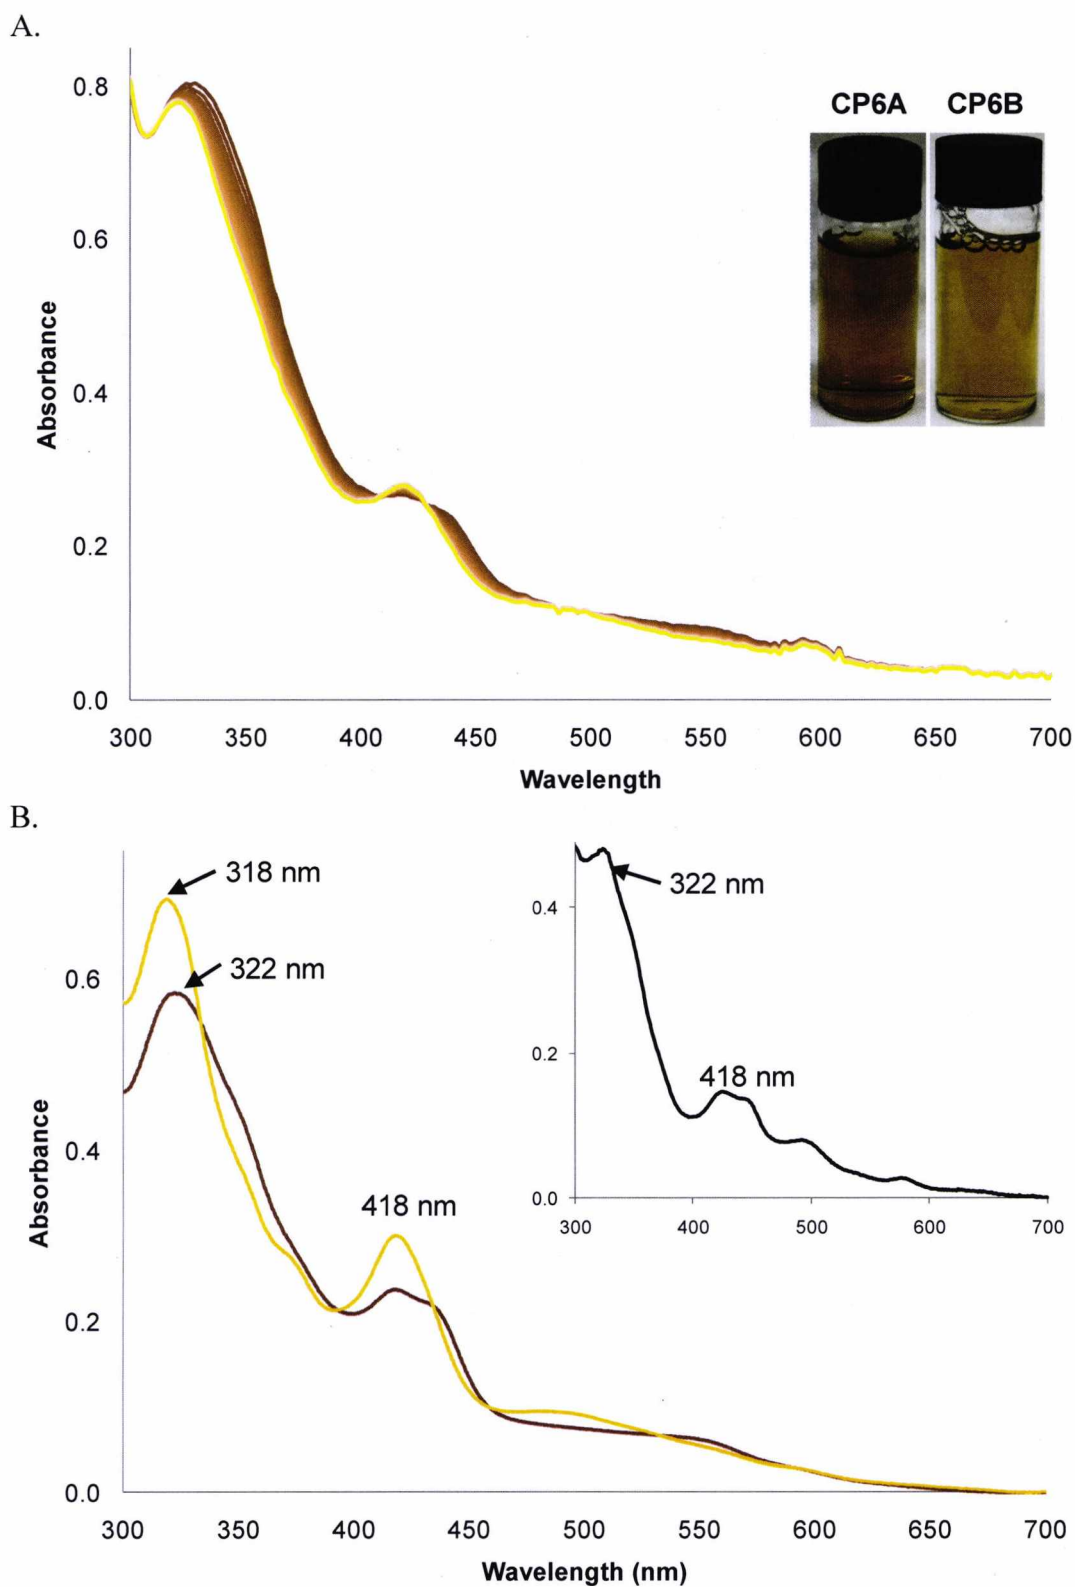 A.
0.8
0.6
0.4
0.2
0.0
Absorbance
300 350 400 450 500 550 600 650 700
Wavelength
CP6A CP6B
B.
318 nm
322 nm
418 nm
0.6
0.4
0.2
0.0
Absorbance
300 350 400 450 500 550 600 650 700
Wavelength (nm)
322 nm
418 nm
0.4
0.2
0.0
300 400 500 600 700